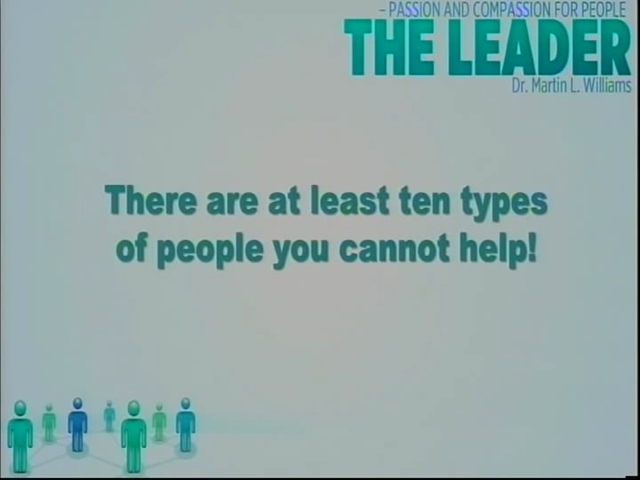 – PASSION AND COMPASSION FOR PEOPLE
THE LEADER
Dr. Martin L. Williams
There are at least ten types
of people you cannot help!